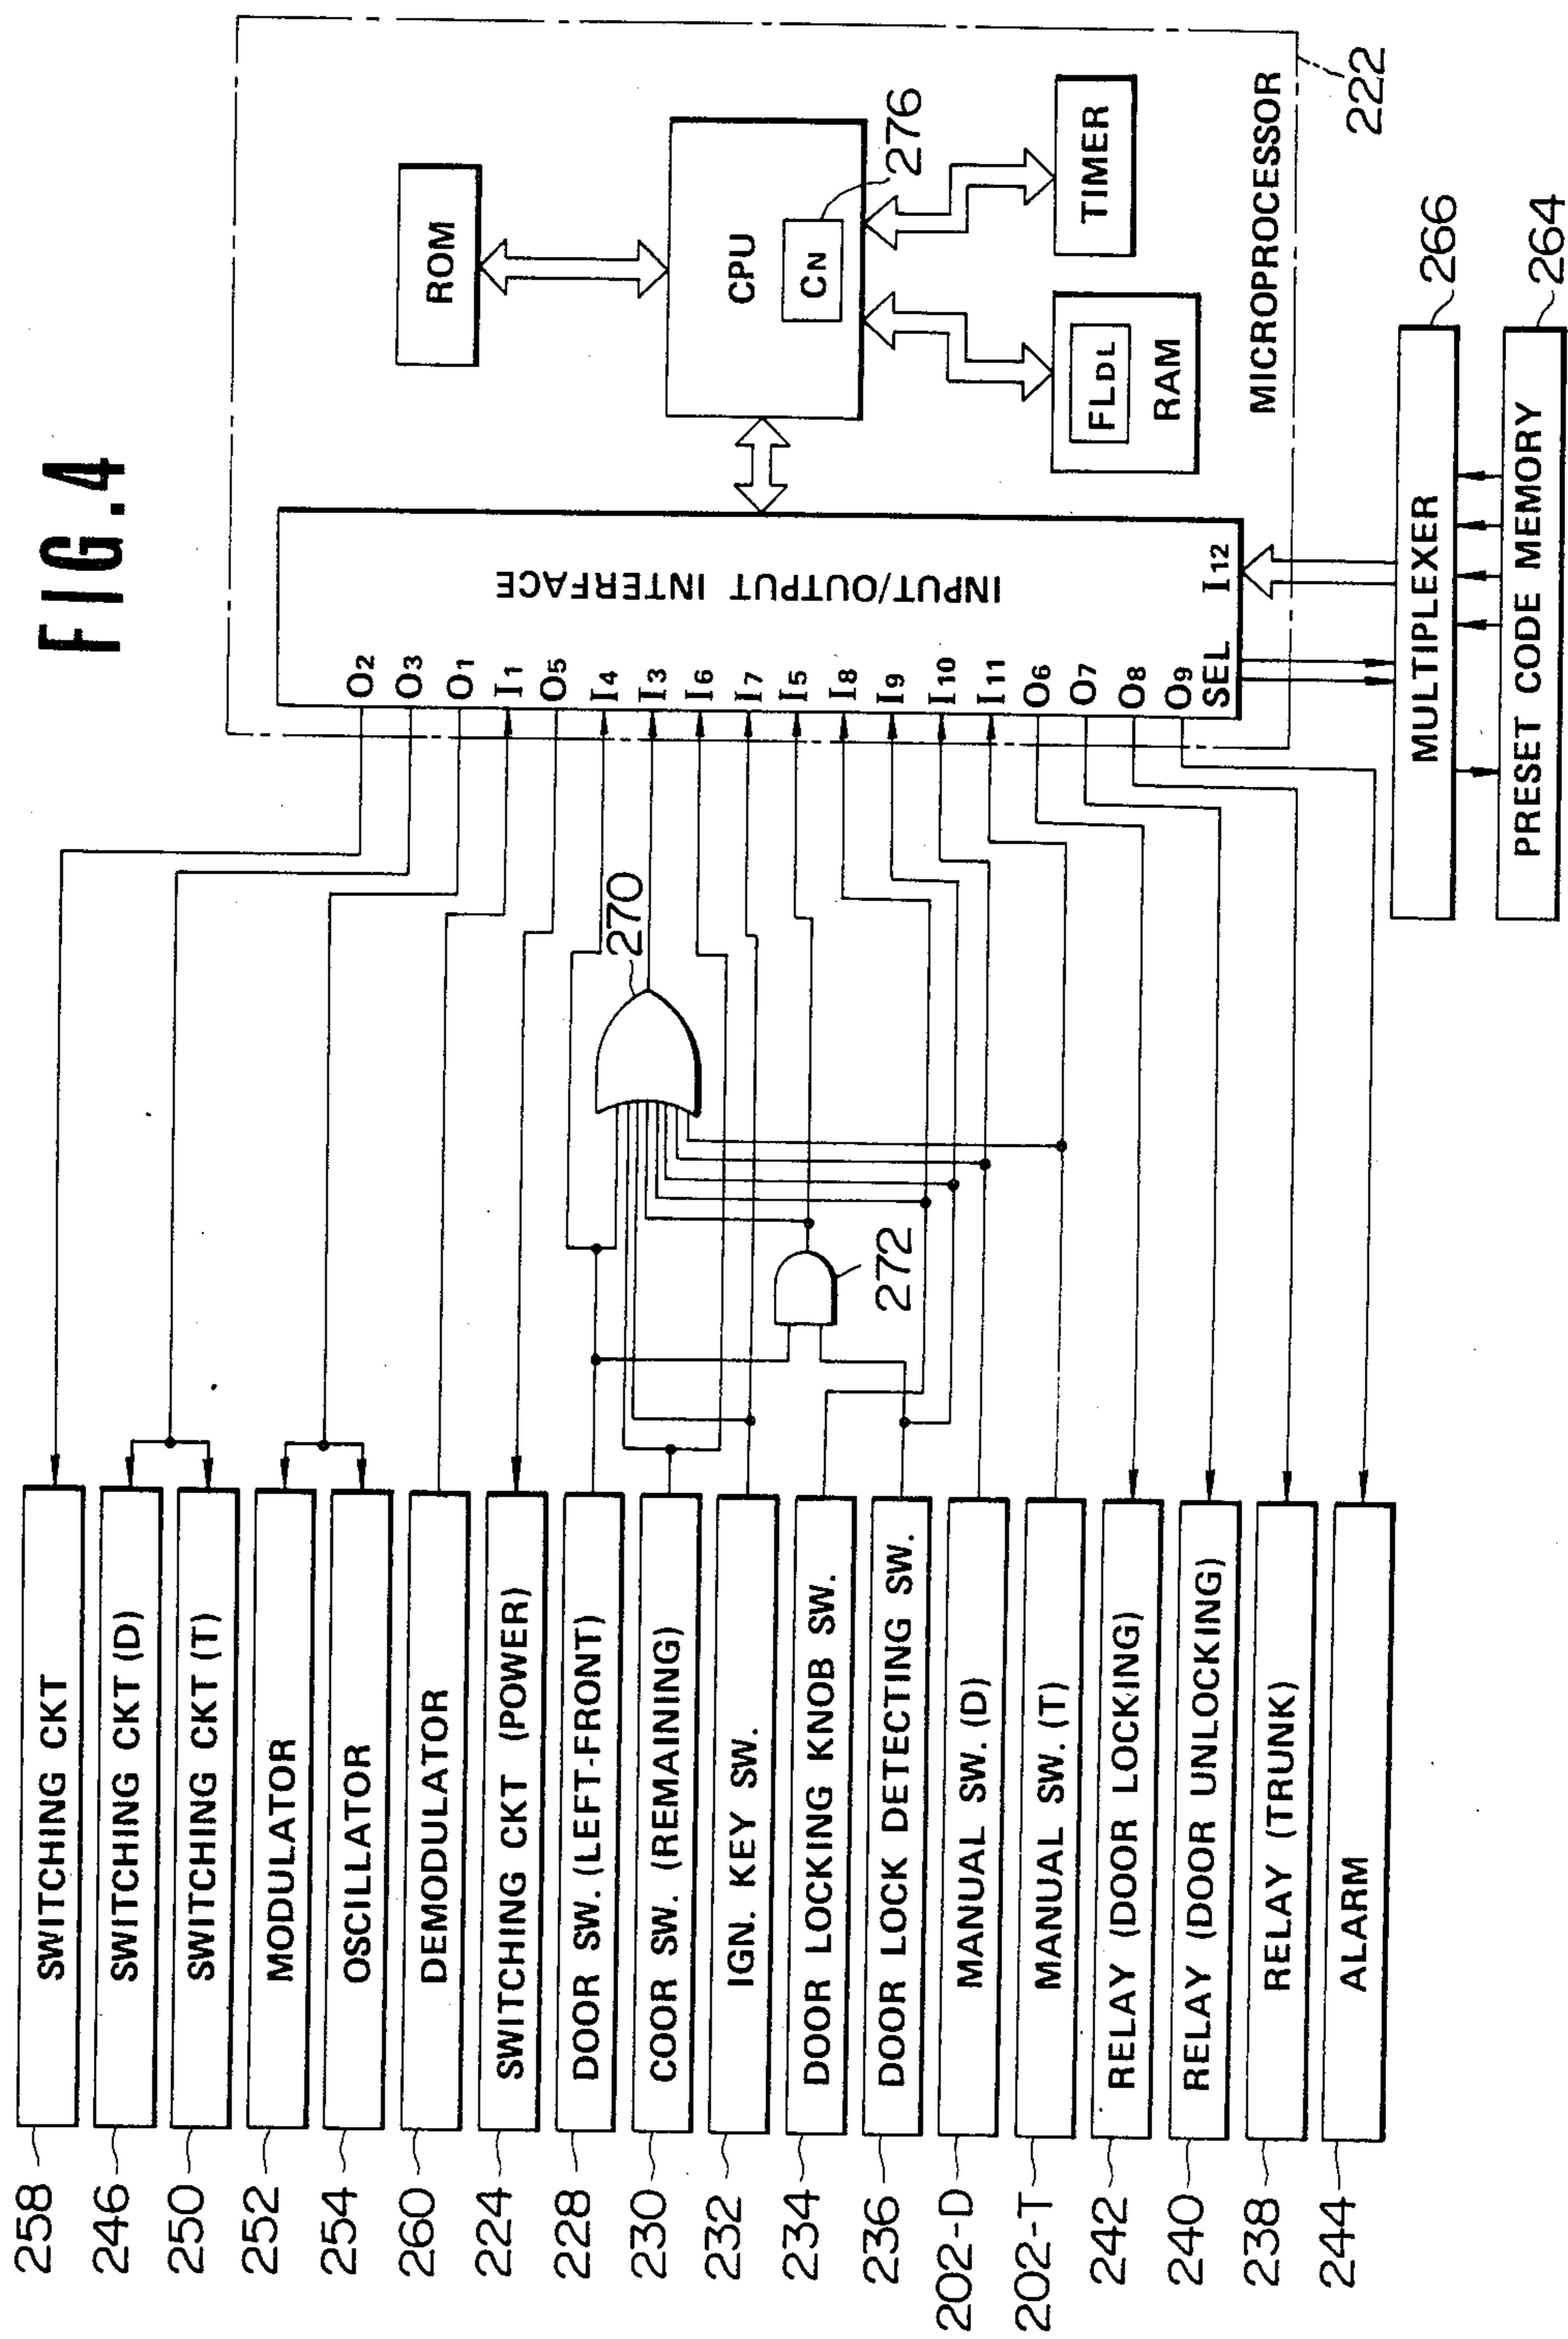 FIG.4
258
SWITCHING CKT
246
SWITCHING CKT (D)
250
SWITCHING CKT (T)
252
MODULATOR
254
OSCILLATOR
260
DEMODULATOR
224
SWITCHING CKT (POWER)
228
DOOR SW. (LEFT-FRONT)
230
COOR SW. (REMAINING)
232
IGN. KEY SW.
234
DOOR LOCKING KNOB SW.
236
DOOR LOCK DETECTING SW.
202-D
MANUAL SW. (D)
202-T
MANUAL SW. (T)
242
RELAY (DOOR LOCKING)
240
RELAY (DOOR UNLOCKING)
238
RELAY (TRUNK)
244
ALARM
270
272
O2
O3
O1
I1
O5
I4
I3
I6
I7
I5
I8
I9
I10
I11
O6
O7
O8
O9
SEL
I12
INPUT/OUTPUT INTERFACE
ROM
CPU
CN
276
FLDL
RAM
TIMER
MICROPROCESSOR
222
MULTIPLEXER
266
PRESET CODE MEMORY
264